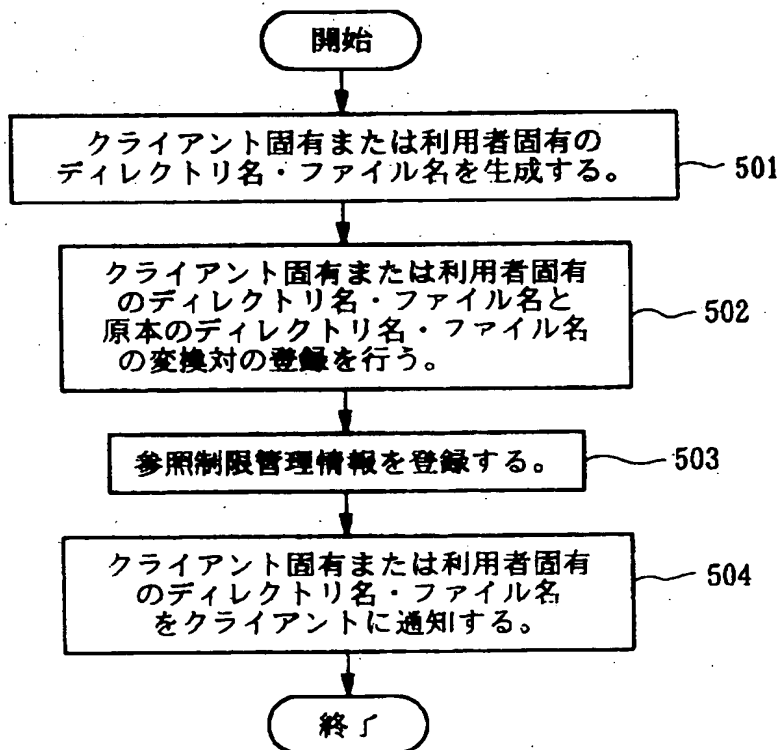 開始
クライアント固有または利用者固有の
ディレクトリ名・ファイル名を生成する。
501
クライアント固有または利用者固有
のディレクトリ名・ファイル名と
原本のディレクトリ名・ファイル名
の変換対の登録を行う。
502
参照制限管理情報を登録する。
503
クライアント固有または利用者固有
のディレクトリ名・ファイル名
をクライアントに通知する。
504
終了